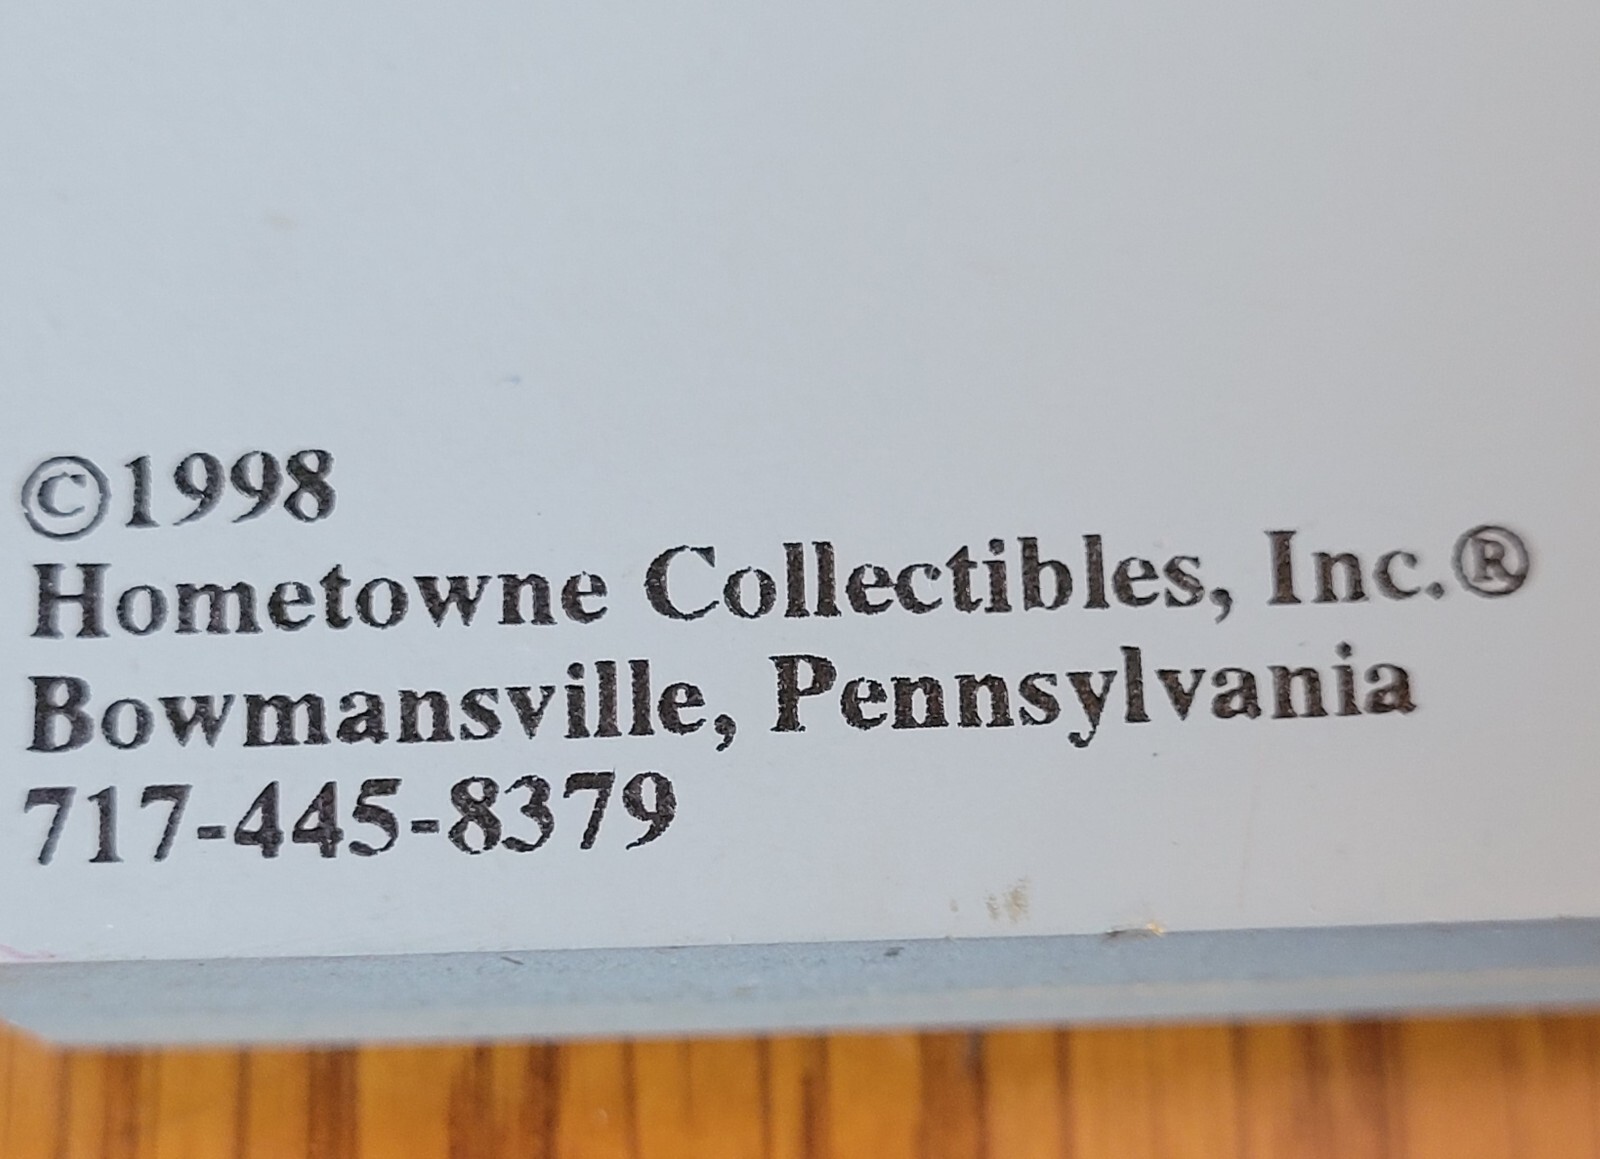 ©1998
Hometowne Collectibles, Inc.®
Bowmansville, Pennsylvania
717-445-8379